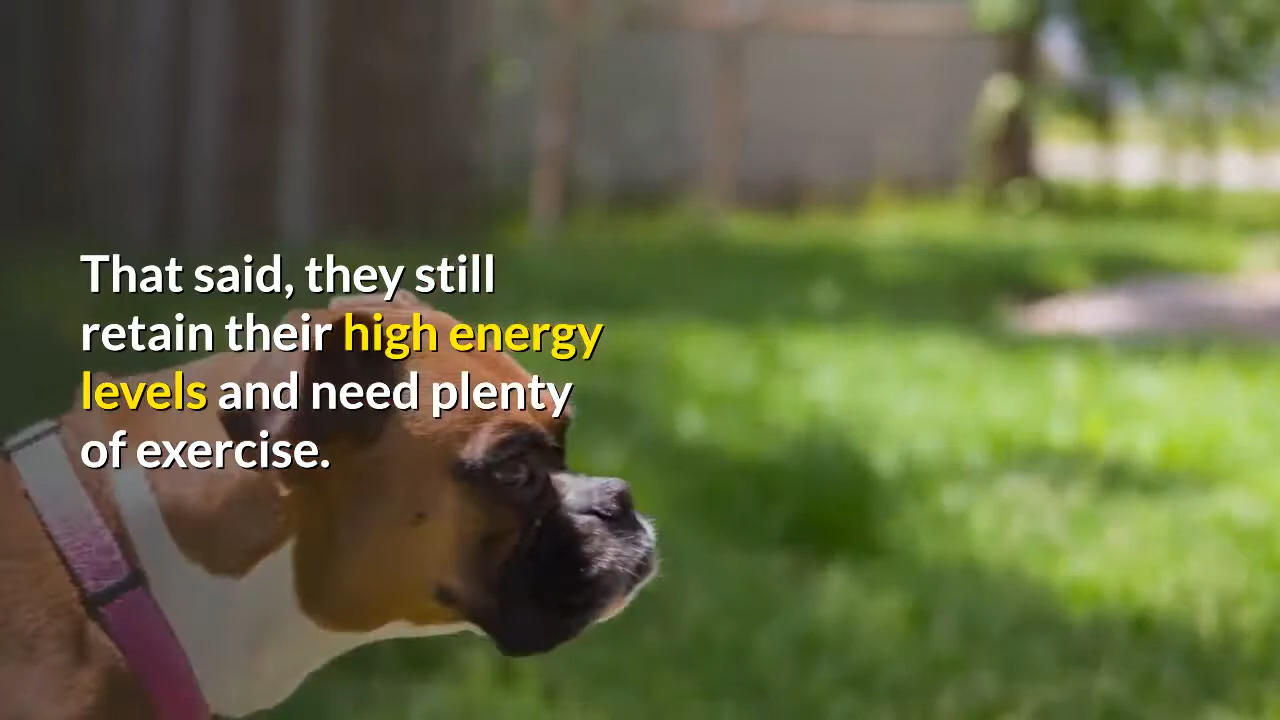 That said, they still
retain their high energy
levels and need plenty
of exercise.